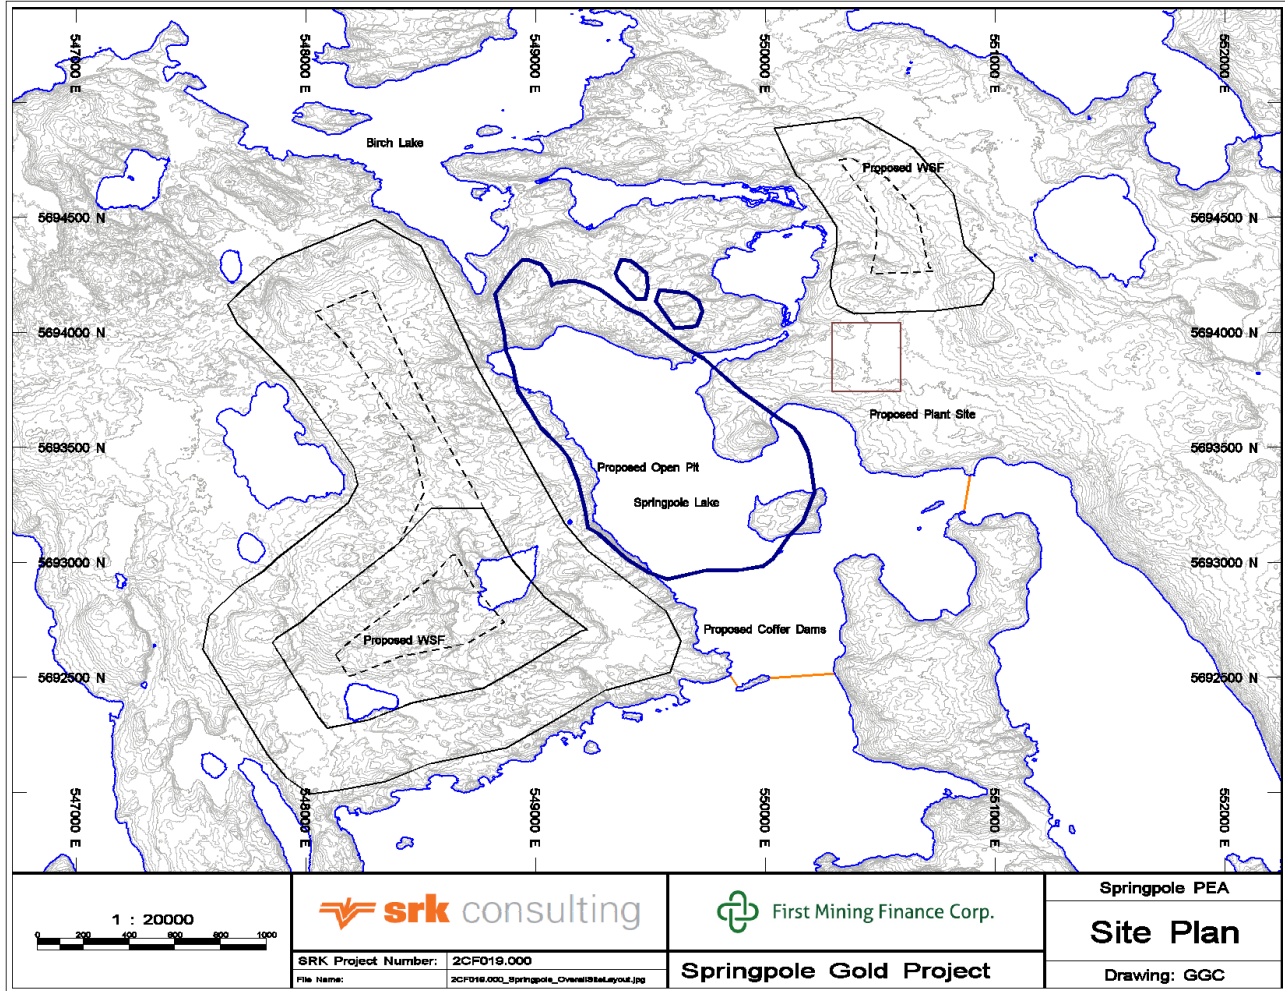 547000 E
548000 E
549000 E
550000 E
551000 E
552000 E
Birch Lake
Proposed WSF
5694500 N
5694500 N
5694000 N
5694000 N
Proposed Plant Site
5693500 N
5693500 N
Proposed Open Pit
Springpole Lake
5693000 N
5693000 N
Proposed WSF
Proposed Coffer Dams
5692500 N
5692500 N
547000 E
548000 E
549000 E
550000 E
551000 E
552000 E
1 : 20000
0 200 400 600 800 1000
srk consulting
SRK Project Number: 2CF019.000
File Name: 2CF019.000_Springpole_OverallSiteLayout.jpg
First Mining Finance Corp.
Springpole Gold Project
Springpole PEA
Site Plan
Drawing: GGC